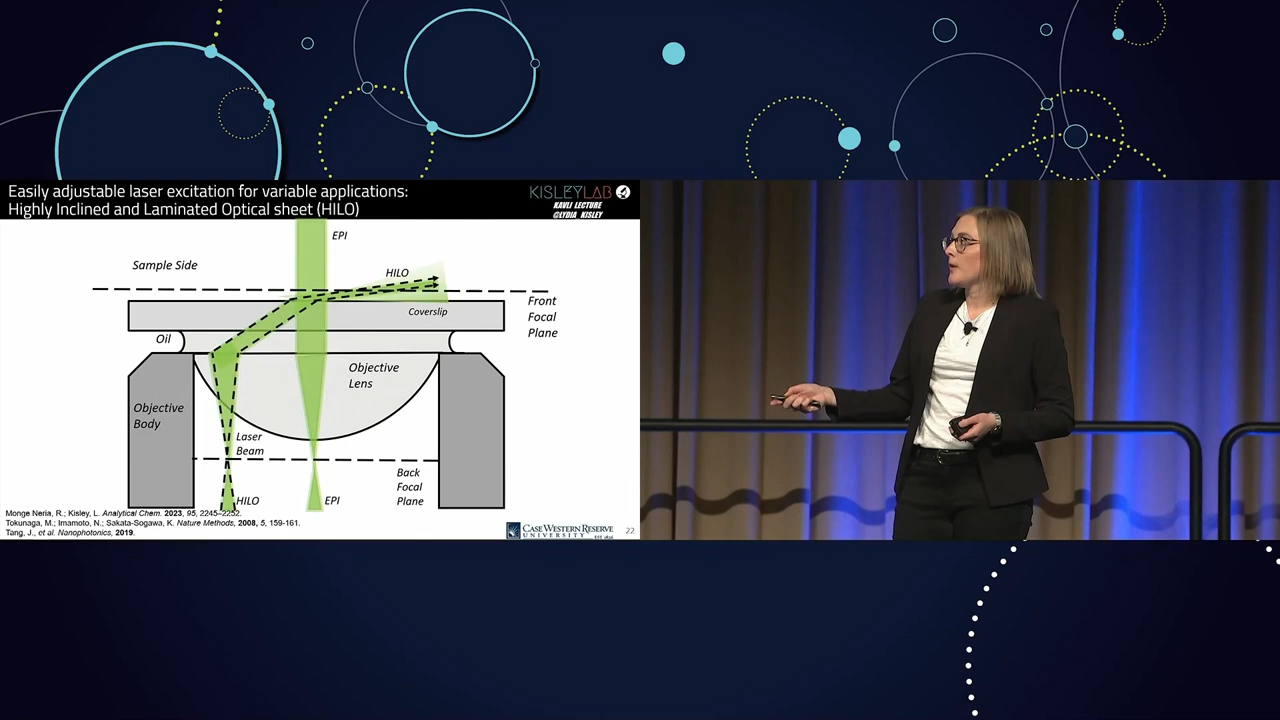 Easily adjustable laser excitation for variable applications:
Highly Inclined and Laminated Optical sheet (HILO)
KISLEYLAB
KAVLI LECTURE
@LYDIA_KISLEY
EPI
Sample Side
HILO
Coverslip
Front
Focal
Plane
Oil
Objective
Lens
Objective
Body
Laser
Beam
Back
Focal
Plane
HILO
EPI
Monge Neria, R.; Kisley, L. Analytical Chem. 2023, 95, 2245–2252.
Tokunaga, M.; Imamoto, N.; Sakata-Sogawa, K. Nature Methods, 2008, 5, 159-161.
Tang, J., et al. Nanophotonics, 2019.
CASE WESTERN RESERVE
UNIVERSITY EST. 1826
22